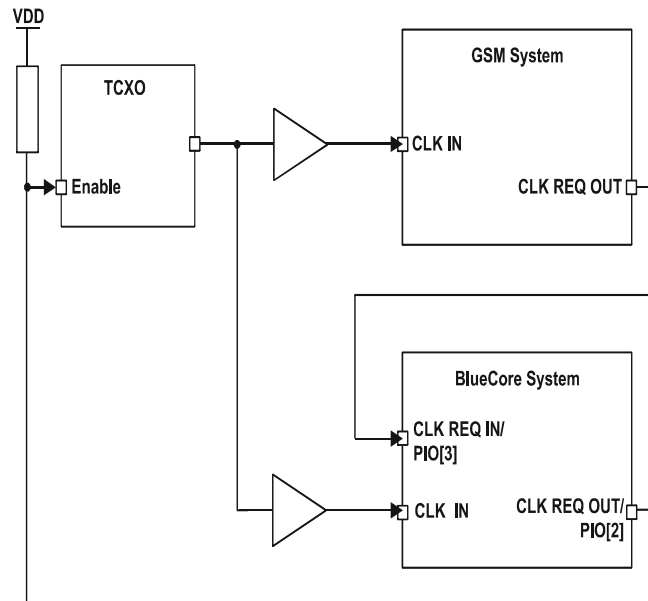 VDD
TCXO
Enable
GSM System
CLK IN
CLK REQ OUT
BlueCore System
CLK REQ IN/
PIO[3]
CLK IN
CLK REQ OUT/
PIO[2]